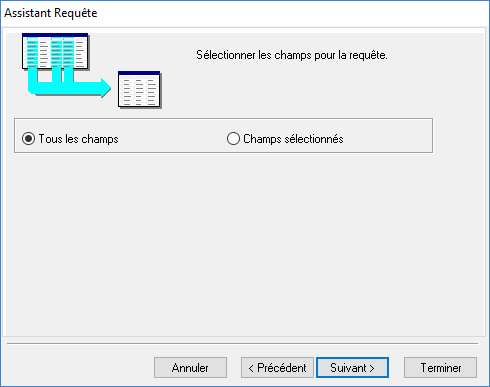 Assistant Requête
Sélectionner les champs pour la requête.
Tous les champs
Champs sélectionnés
Annuler
< Précédent
Suivant >
Terminer